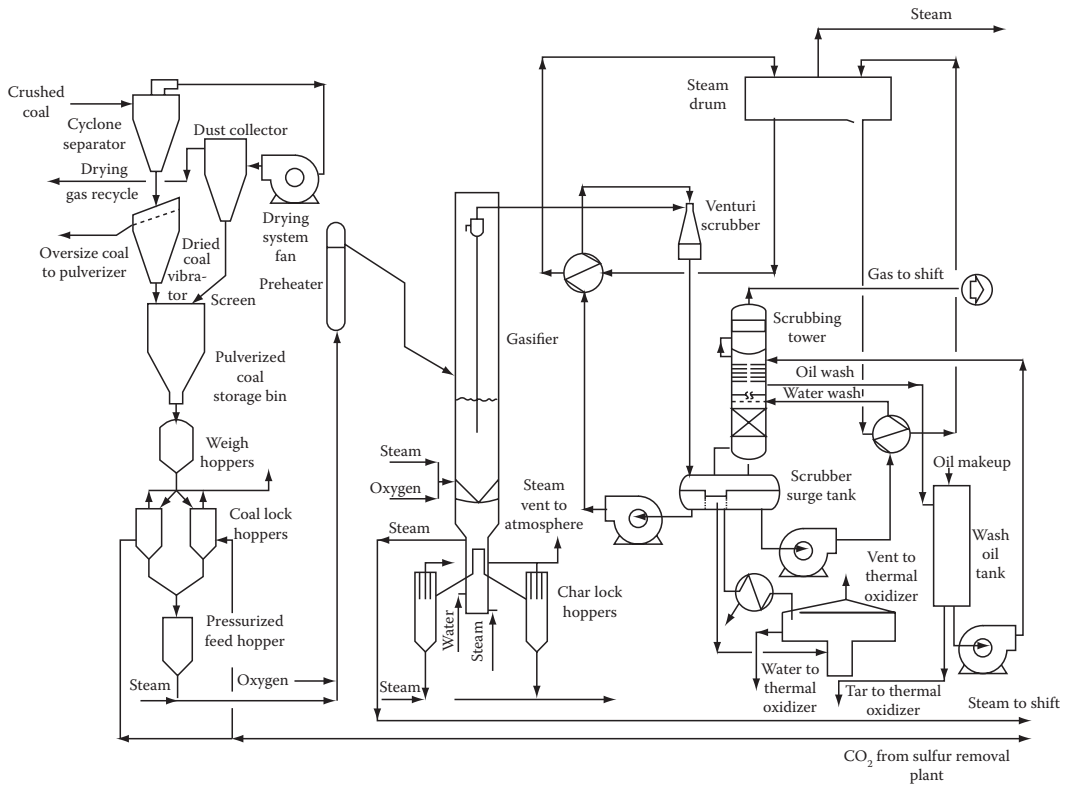 Steam
Steam
drum
Crushed
coal
Cyclone
separator
Dust collector
Drying
gas recycle
Drying
system
fan
Oversize coal
to pulverizer
Dried
coal
vibra-
tor
Screen
Preheater
Venturi
scrubber
Gas to shift
Gasifier
Scrubbing
tower
Pulverized
coal
storage bin
Oil wash
Water wash
Weigh
hoppers
Steam
Oxygen
Steam
vent to
atmosphere
Scrubber
surge tank
Oil makeup
Coal lock
hoppers
Steam
Wash
oil
tank
Vent to
thermal
oxidizer
Char lock
hoppers
Pressurized
feed hopper
Water
Steam
Oxygen
Steam
Steam
Water to
thermal
oxidizer
Tar to thermal
oxidizer
Steam to shift
CO₂ from sulfur removal
plant